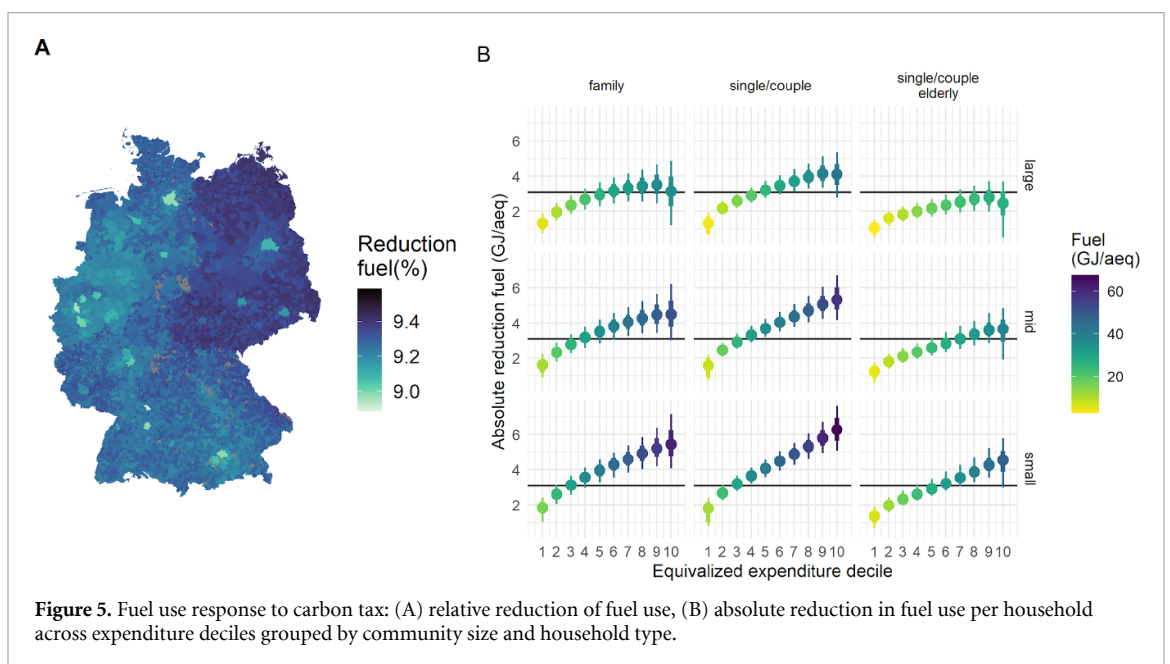 A
Reduction
fuel(%)
9.4
9.2
9.0
B
family
single/couple
single/couple
elderly
Absolute reduction fuel (GJ/aeq)
6
4
2
large
6
4
2
mid
6
4
2
small
1 2 3 4 5 6 7 8 9 10
1 2 3 4 5 6 7 8 9 10
1 2 3 4 5 6 7 8 9 10
Equivalized expenditure decile
Fuel
(GJ/aeq)
60
40
20
Figure 5. Fuel use response to carbon tax: (A) relative reduction of fuel use, (B) absolute reduction in fuel use per household
across expenditure deciles grouped by community size and household type.